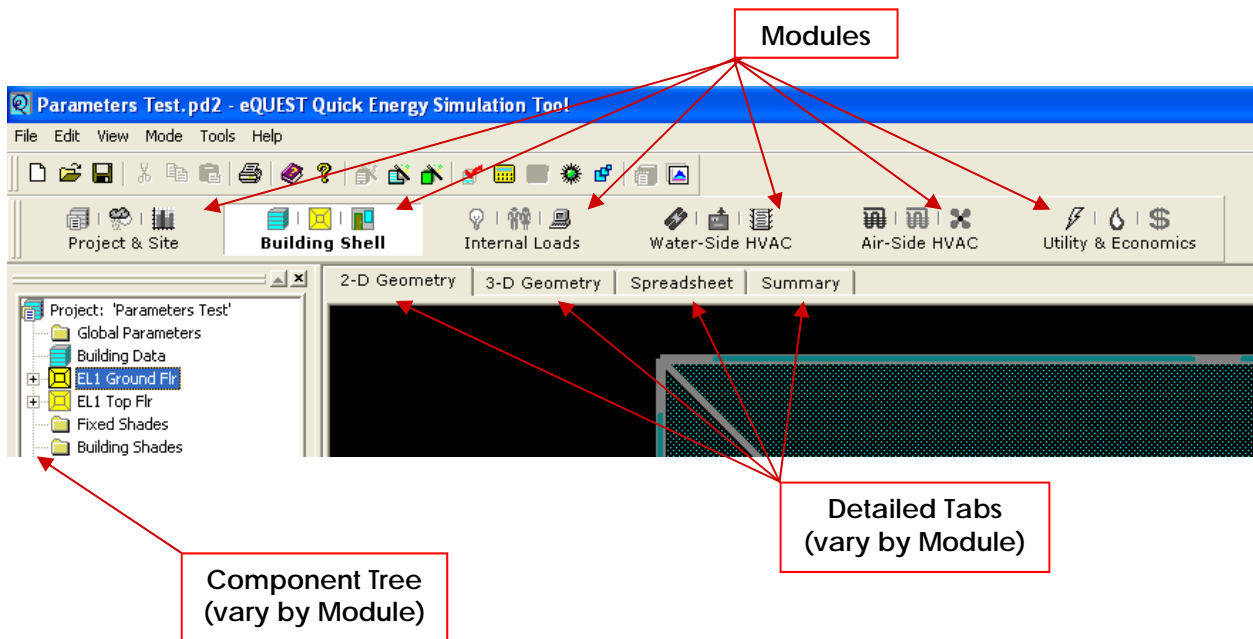 Modules
Parameters Test.pd2 - eQUEST Quick Energy Simulation Tool
File Edit View Mode Tools Help
Project & Site Building Shell Internal Loads Water-Side HVAC Air-Side HVAC Utility & Economics
2-D Geometry 3-D Geometry Spreadsheet Summary
Project: 'Parameters Test'
Global Parameters
Building Data
EL1 Ground Flr
EL1 Top Flr
Fixed Shades
Building Shades
Detailed Tabs
(vary by Module)
Component Tree
(vary by Module)